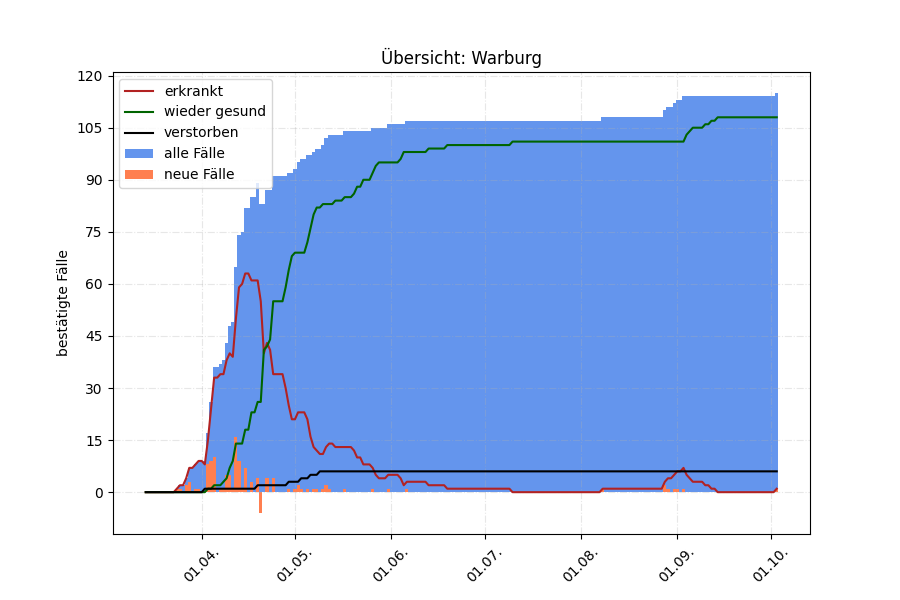 Übersicht: Warburg
erkrankt
wieder gesund
verstorben
alle Fälle
neue Fälle
bestätigte Fälle
120
105
90
75
60
45
30
15
0
01.04.
01.05.
01.06.
01.07.
01.08.
01.09.
01.10.